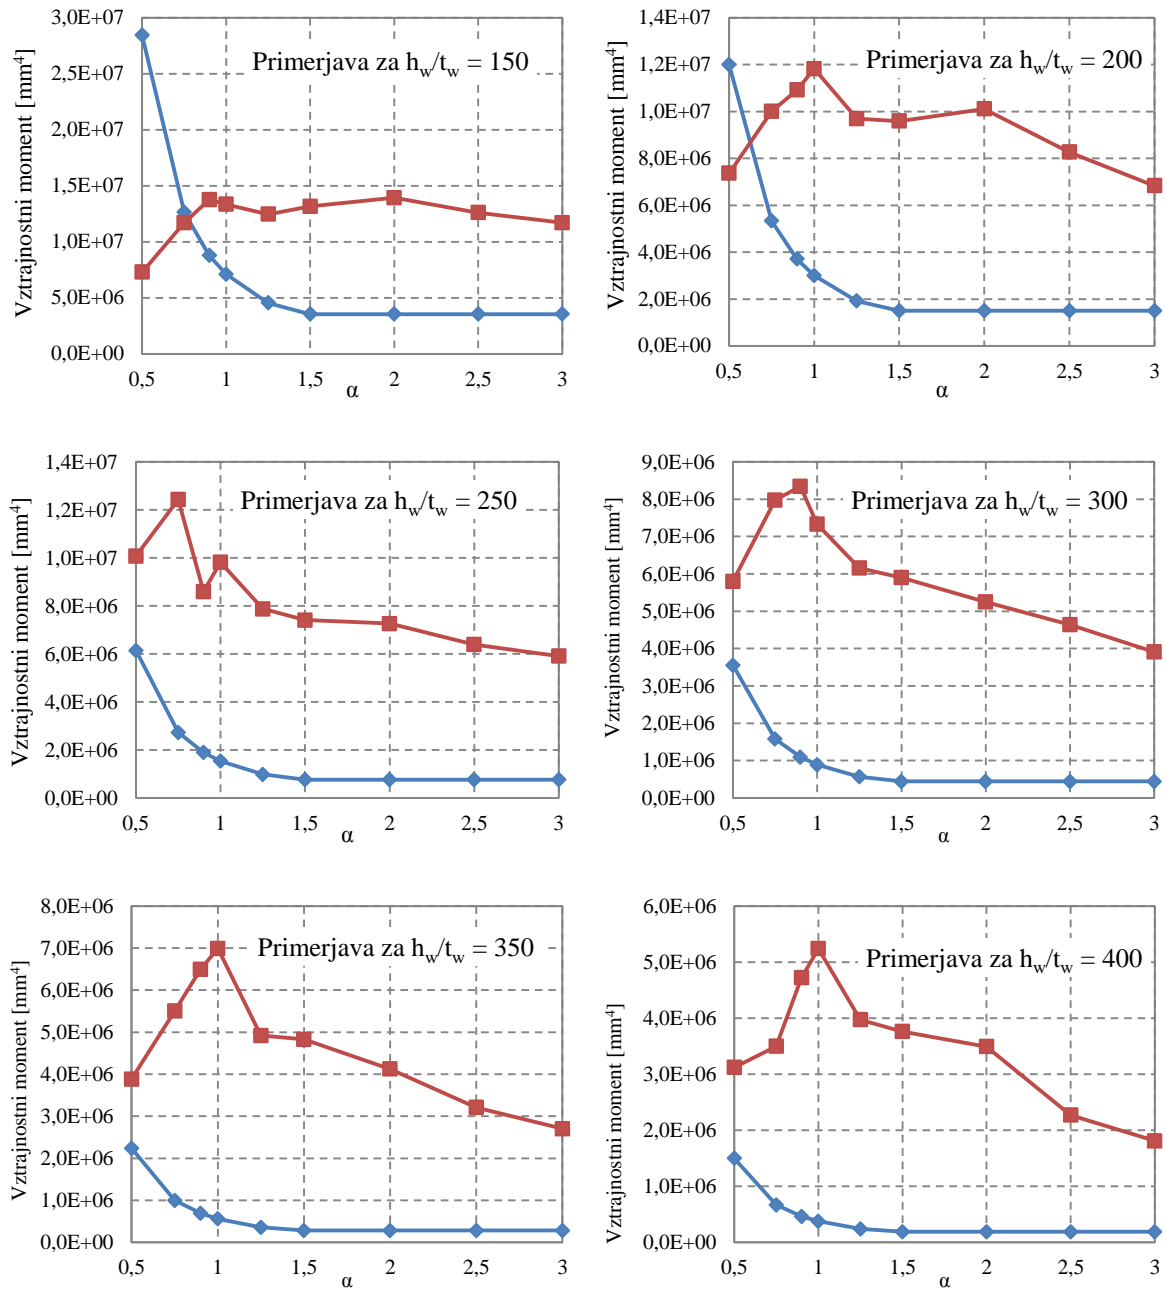 Primerjava za hw/tw = 150
Vztrajnostni moment [mm⁴]
3,0E+07
2,5E+07
2,0E+07
1,5E+07
1,0E+07
5,0E+06
0,0E+00
0,5 1 1,5 2 2,5 3
α
Primerjava za hw/tw = 200
Vztrajnostni moment [mm⁴]
1,4E+07
1,2E+07
1,0E+07
8,0E+06
6,0E+06
4,0E+06
2,0E+06
0,0E+00
0,5 1 1,5 2 2,5 3
α
Primerjava za hw/tw = 250
Vztrajnostni moment [mm⁴]
1,4E+07
1,2E+07
1,0E+07
8,0E+06
6,0E+06
4,0E+06
2,0E+06
0,0E+00
0,5 1 1,5 2 2,5 3
α
Primerjava za hw/tw = 300
Vztrajnostni moment [mm⁴]
9,0E+06
8,0E+06
7,0E+06
6,0E+06
5,0E+06
4,0E+06
3,0E+06
2,0E+06
1,0E+06
0,0E+00
0,5 1 1,5 2 2,5 3
α
Primerjava za hw/tw = 350
Vztrajnostni moment [mm⁴]
8,0E+06
7,0E+06
6,0E+06
5,0E+06
4,0E+06
3,0E+06
2,0E+06
1,0E+06
0,0E+00
0,5 1 1,5 2 2,5 3
α
Primerjava za hw/tw = 400
Vztrajnostni moment [mm⁴]
6,0E+06
5,0E+06
4,0E+06
3,0E+06
2,0E+06
1,0E+06
0,0E+00
0,5 1 1,5 2 2,5 3
α